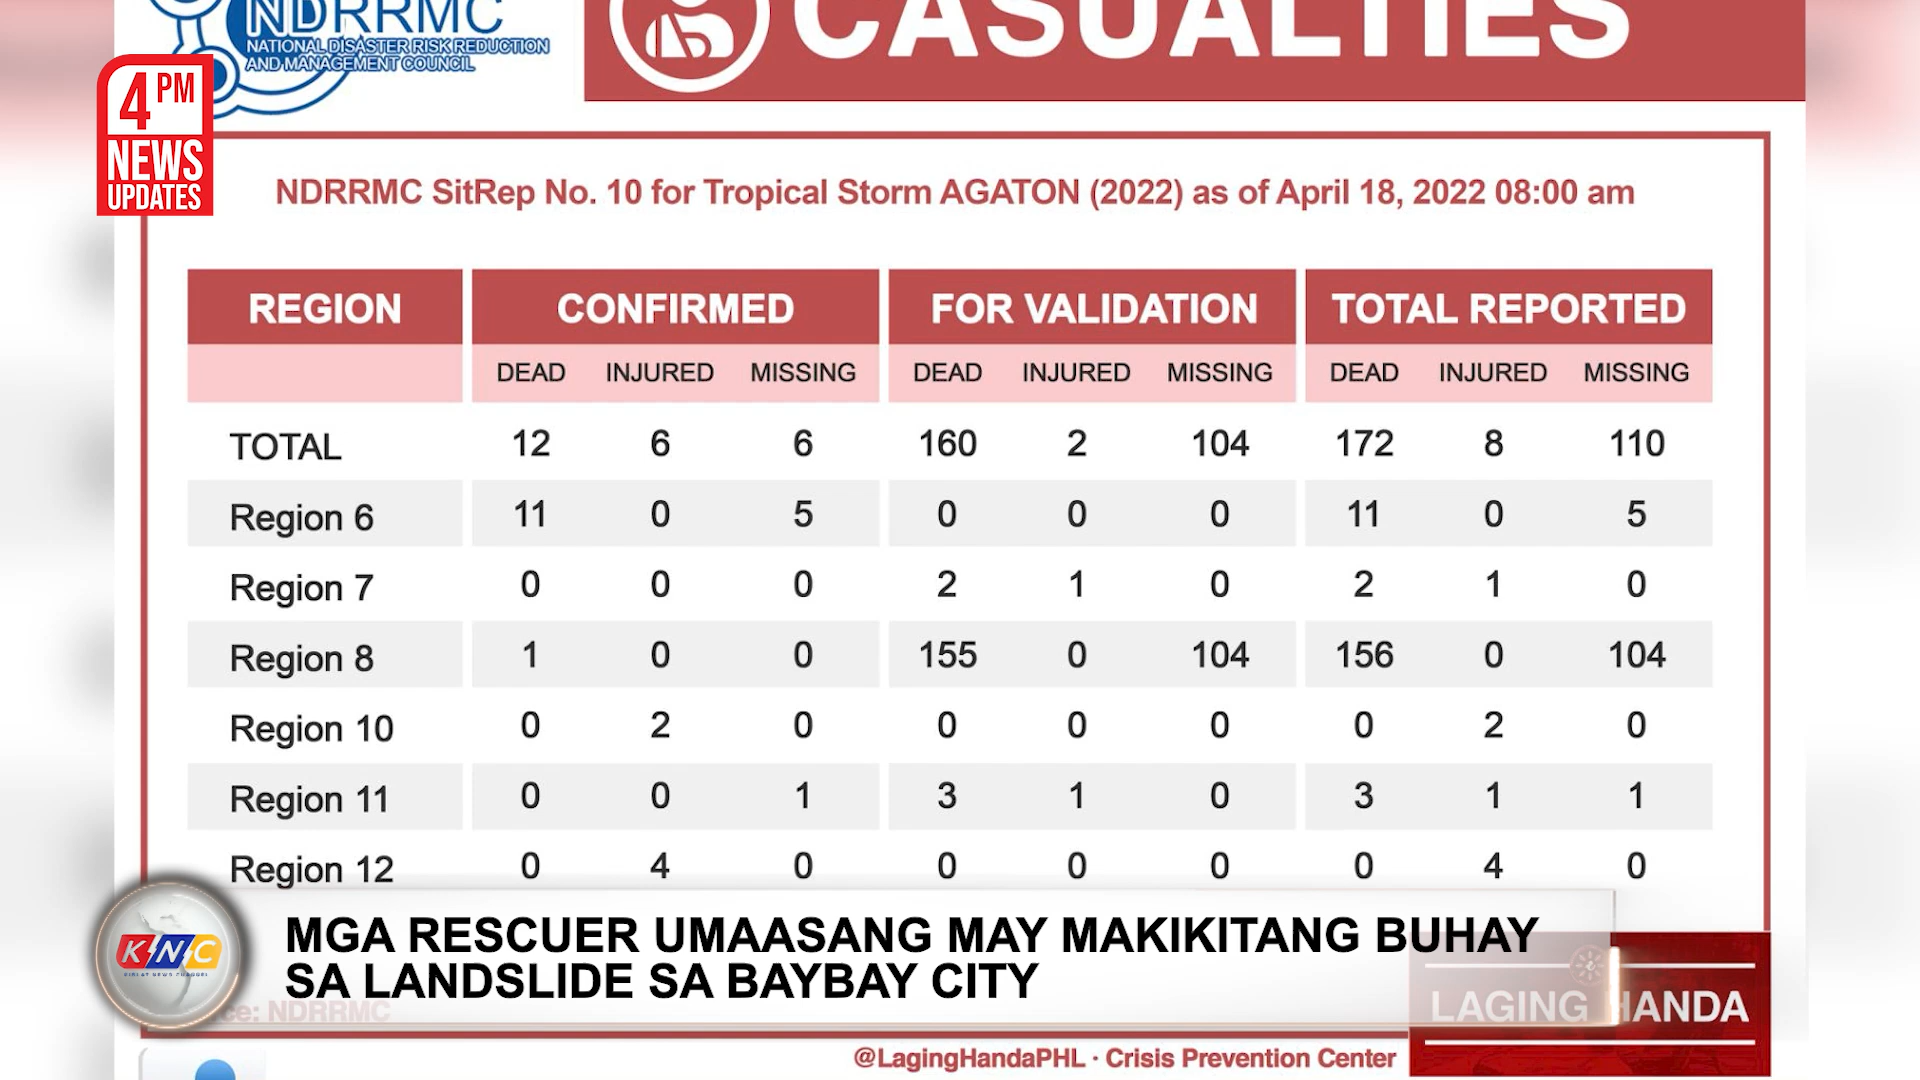 NDRRMC
NATIONAL DISASTER RISK REDUCTION
AND MANAGEMENT COUNCIL
CASUALTIES
4 PM
NEWS
UPDATES
NDRRMC SitRep No. 10 for Tropical Storm AGATON (2022) as of April 18, 2022 08:00 am
REGION CONFIRMED FOR VALIDATION TOTAL REPORTED
DEAD INJURED MISSING DEAD INJURED MISSING DEAD INJURED MISSING
TOTAL 12 6 6 160 2 104 172 8 110
Region 6 11 0 5 0 0 0 11 0 5
Region 7 0 0 0 2 1 0 2 1 0
Region 8 1 0 0 155 0 104 156 0 104
Region 10 0 2 0 0 0 0 0 2 0
Region 11 0 0 1 3 1 0 3 1 1
Region 12 0 4 0 0 0 0 0 4 0
KNC
MGA RESCUER UMAASANG MAY MAKIKITANG BUHAY
SA LANDSLIDE SA BAYBAY CITY
NDRRMC
LAGING HANDA
@LagingHandaPHL · Crisis Prevention Center